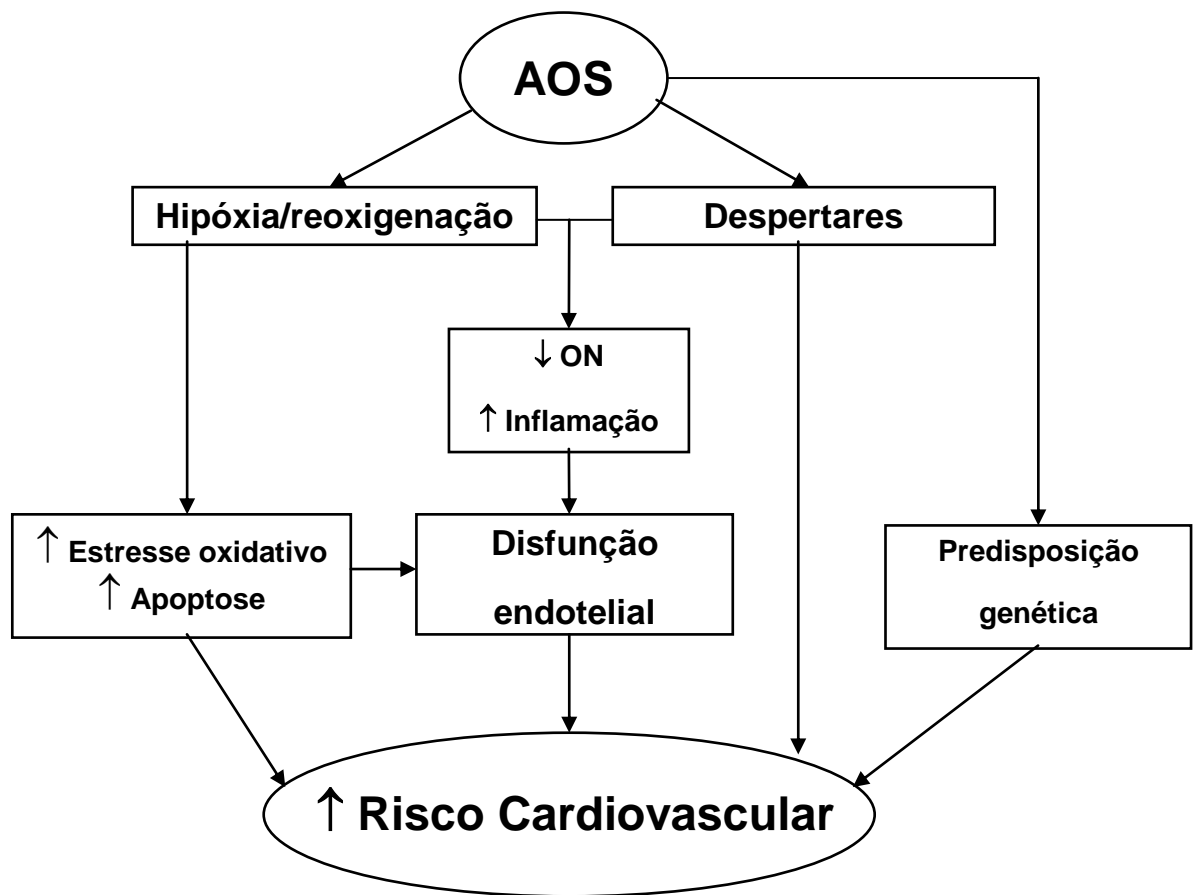 AOS
Hipóxia/reoxigenação
Despertares
↓ ON
↑ Inflamação
↑ Estresse oxidativo
↑ Apoptose
Disfunção
endotelial
Predisposição
genética
↑ Risco Cardiovascular